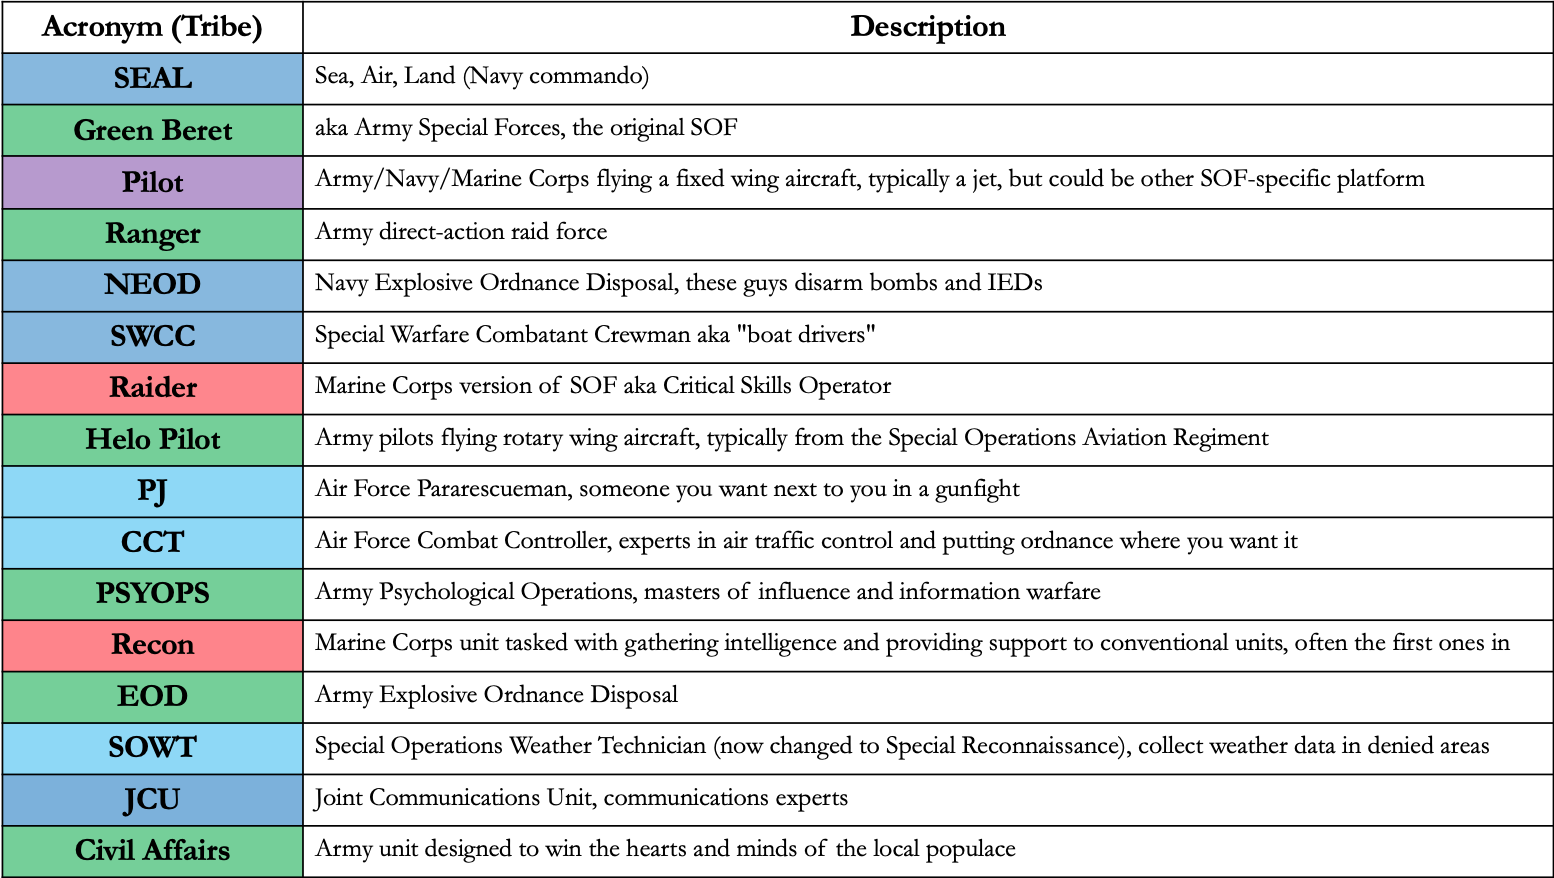 Acronym (Tribe) Description
SEAL Sea, Air, Land (Navy commando)
Green Beret aka Army Special Forces, the original SOF
Pilot Army/Navy/Marine Corps flying a fixed wing aircraft, typically a jet, but could be other SOF-specific platform
Ranger Army direct-action raid force
NEOD Navy Explosive Ordnance Disposal, these guys disarm bombs and IEDs
SWCC Special Warfare Combatant Crewman aka "boat drivers"
Raider Marine Corps version of SOF aka Critical Skills Operator
Helo Pilot Army pilots flying rotary wing aircraft, typically from the Special Operations Aviation Regiment
PJ Air Force Pararescueman, someone you want next to you in a gunfight
CCT Air Force Combat Controller, experts in air traffic control and putting ordnance where you want it
PSYOPS Army Psychological Operations, masters of influence and information warfare
Recon Marine Corps unit tasked with gathering intelligence and providing support to conventional units, often the first ones in
EOD Army Explosive Ordnance Disposal
SOWT Special Operations Weather Technician (now changed to Special Reconnaissance), collect weather data in denied areas
JCU Joint Communications Unit, communications experts
Civil Affairs Army unit designed to win the hearts and minds of the local populace